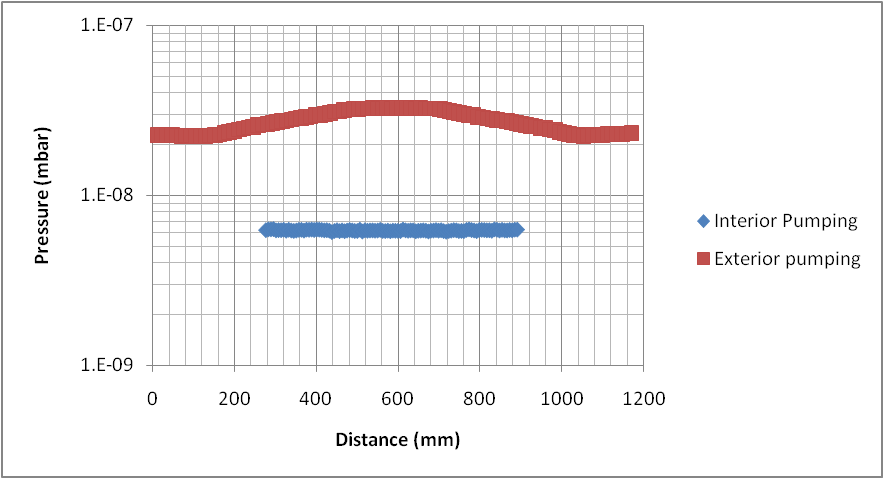 1.E-07
1.E-08
1.E-09
Pressure (mbar)
0 200 400 600 800 1000 1200
Distance (mm)
Interior Pumping
Exterior pumping